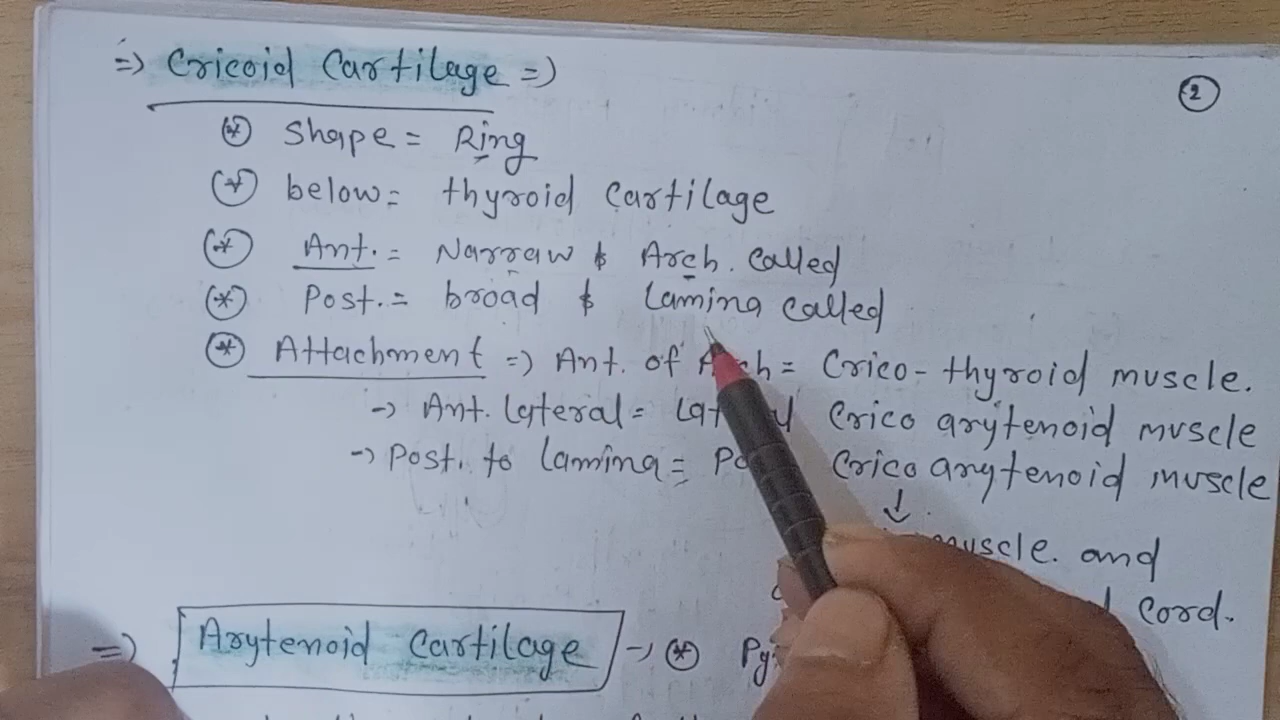 ⇒ Cricoid Cartilage ⇒
②
⊛ Shape = Ring
⊛ below = thyroid Cartilage
⊛ Ant. = Narraw & Arch. Called
⊛ Post. = broad & Lamina Called
⊛ Attachment ⇒ Ant. of Arch = Crico-thyroid muscle.
→ Ant. lateral = Crico arytenoid muscle
→ Post. to lamina = Crico arytenoid muscle
↓
muscle. and
Cord.
⇒ Arytenoid Cartilage → ⊛